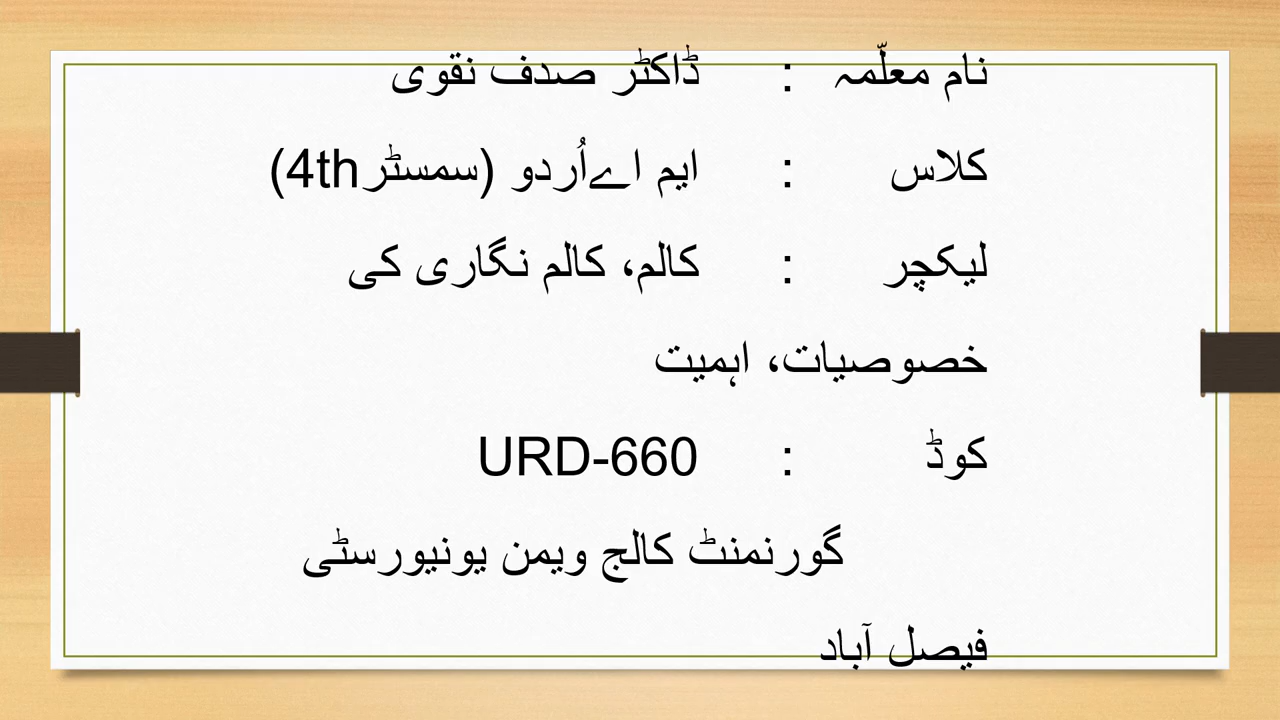 نام معلّمہ : ڈاکٹر صدف نقوی
کلاس : ایم اےاُردو (سمسٹر4th)
لیکچر : کالم، کالم نگاری کی
خصوصیات، اہمیت
کوڈ : URD-660
گورنمنٹ کالج ویمن یونیورسٹی
فیصل آباد